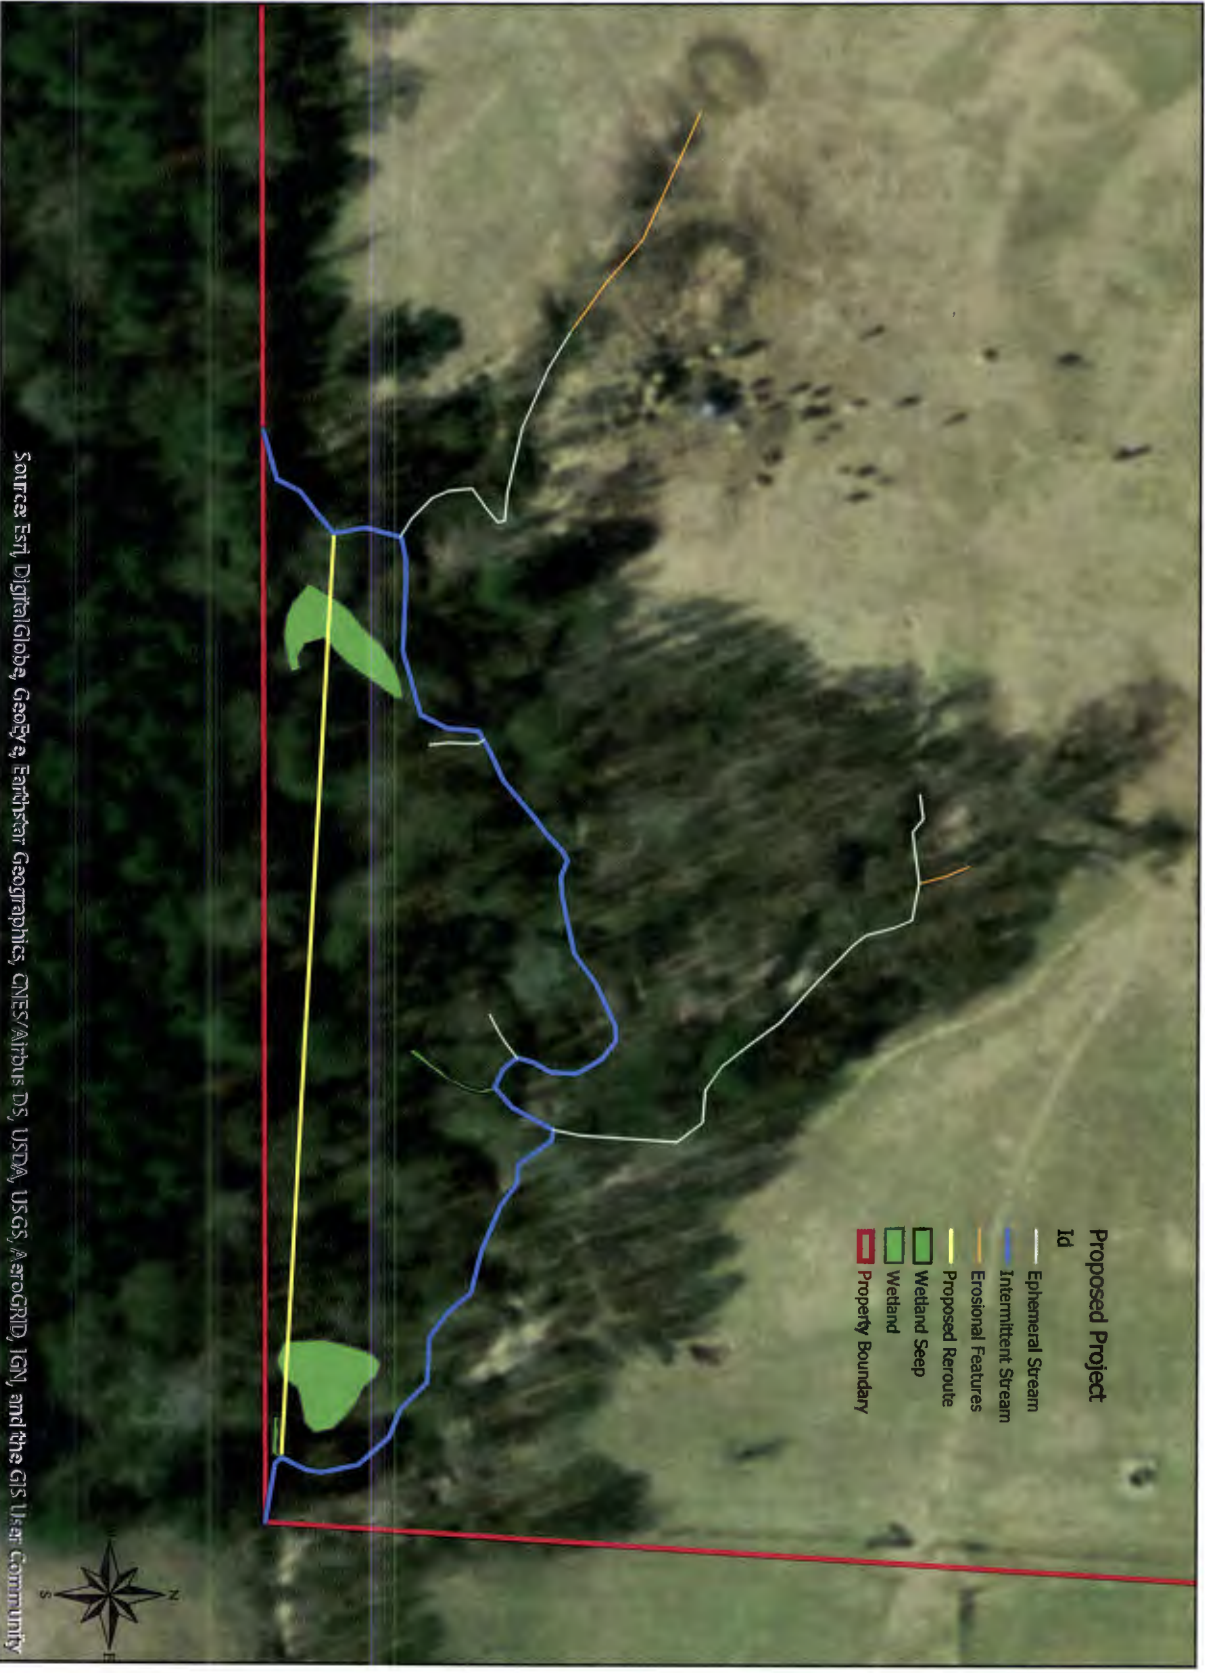 Proposed Project
Id
Ephemeral Stream
Intermittent Stream
Erosional Features
Proposed Reroute
Wetland Seep
Wetland
Property Boundary
N
E
S
Source: Esri, DigitalGlobe, GeoEye, Earthstar Geographics, CNES/Airbus DS, USDA, USGS, AeroGRID, IGN, and the GIS User Community